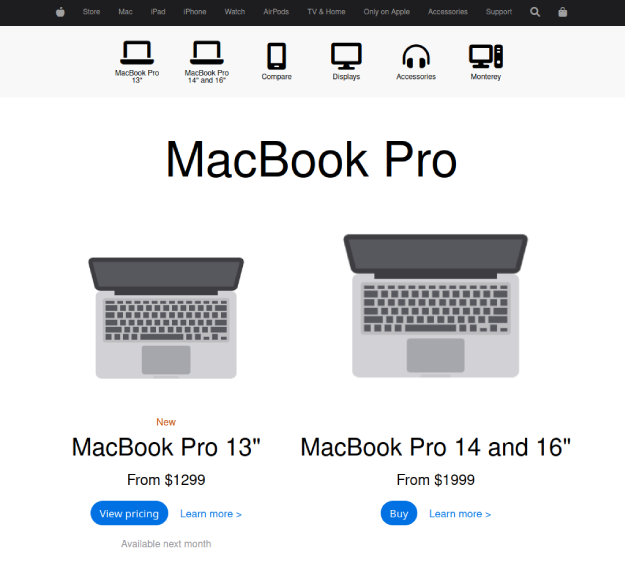 Store Mac iPad iPhone Watch AirPods TV & Home Only on Apple Accessories Support
MacBook Pro
13"
MacBook Pro
14" and 16"
Compare
Displays
Accessories
Monterey
MacBook Pro
New
MacBook Pro 13"
From $1299
View pricing Learn more >
Available next month
MacBook Pro 14 and 16"
From $1999
Buy Learn more >